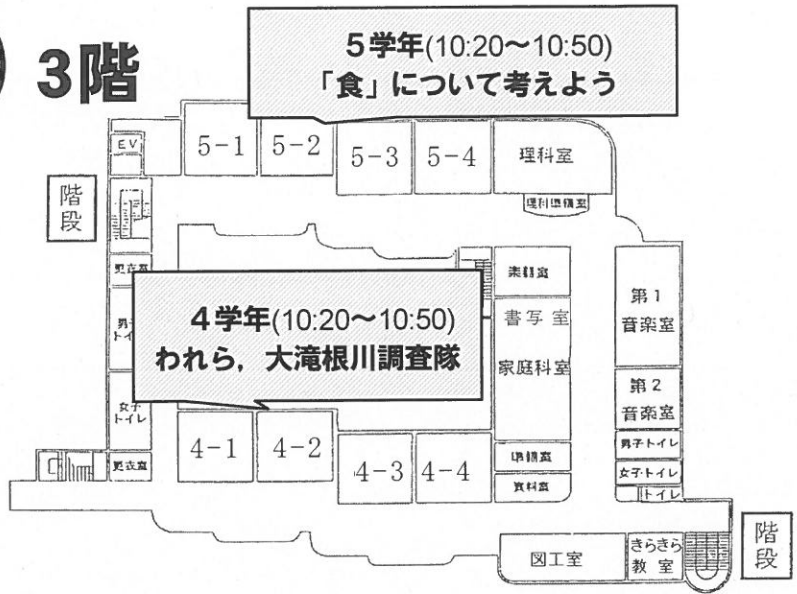 3階
5学年(10:20～10:50)
「食」について考えよう
EV
5-1
5-2
5-3
5-4
理科室
理科準備室
階段
更衣室
準備室
書写室
家庭科室
第1音楽室
4学年(10:20～10:50)
われら，大滝根川調査隊
男子トイレ
女子トイレ
第2音楽室
男子トイレ
女子トイレ
トイレ
4-1
4-2
4-3
4-4
準備室
資料室
更衣室
図工室
きらきら教室
階段